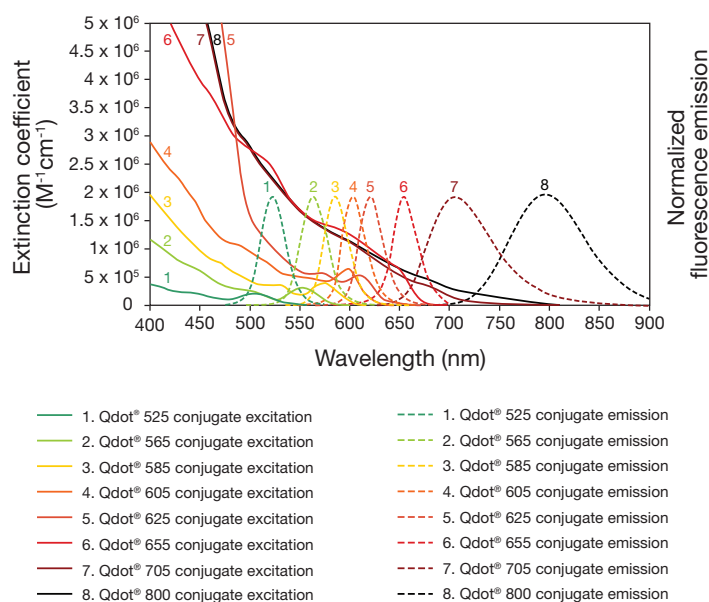 5 x 10⁶
4.5 x 10⁶
4 x 10⁶
3.5 x 10⁶
3 x 10⁶
2.5 x 10⁶
2 x 10⁶
1.5 x 10⁶
1 x 10⁶
5 x 10⁵
0
Extinction coefficient
(M⁻¹cm⁻¹)
6 7 8 5
4
3
2
1
1 2 3 4 5 6 7 8
Normalized
fluorescence emission
400 450 500 550 600 650 700 750 800 850 900
Wavelength (nm)
1. Qdot® 525 conjugate excitation
2. Qdot® 565 conjugate excitation
3. Qdot® 585 conjugate excitation
4. Qdot® 605 conjugate excitation
5. Qdot® 625 conjugate excitation
6. Qdot® 655 conjugate excitation
7. Qdot® 705 conjugate excitation
8. Qdot® 800 conjugate excitation
1. Qdot® 525 conjugate emission
2. Qdot® 565 conjugate emission
3. Qdot® 585 conjugate emission
4. Qdot® 605 conjugate emission
5. Qdot® 625 conjugate emission
6. Qdot® 655 conjugate emission
7. Qdot® 705 conjugate emission
8. Qdot® 800 conjugate emission